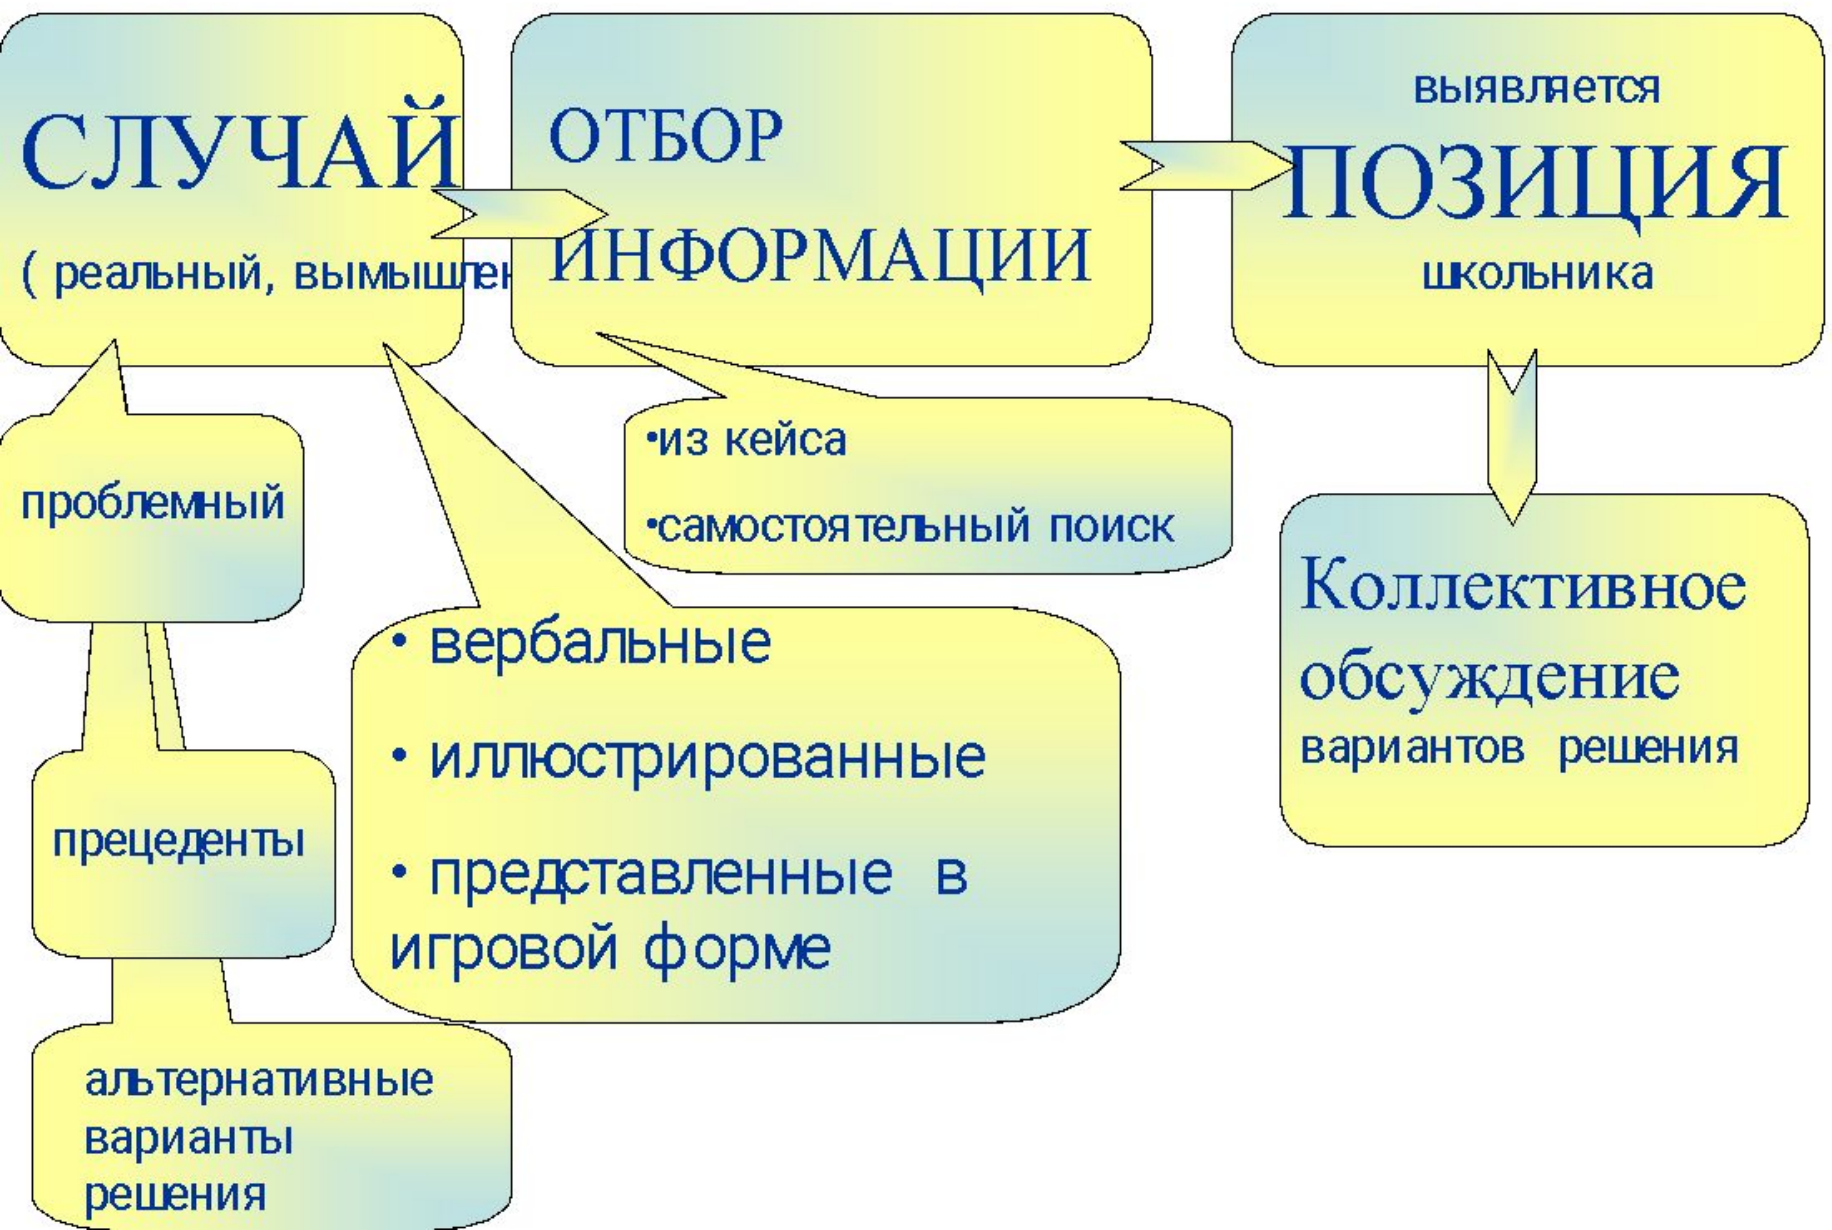 СЛУЧАЙ
( реальный, вымышлен
ОТБОР
ИНФОРМАЦИИ
выявляется
ПОЗИЦИЯ
школьника
проблемный
•из кейса
•самостоятельный поиск
• вербальные
• иллюстрированные
• представленные в
игровой форме
Коллективное
обсуждение
вариантов решения
прецеденты
альтернативные
варианты
решения